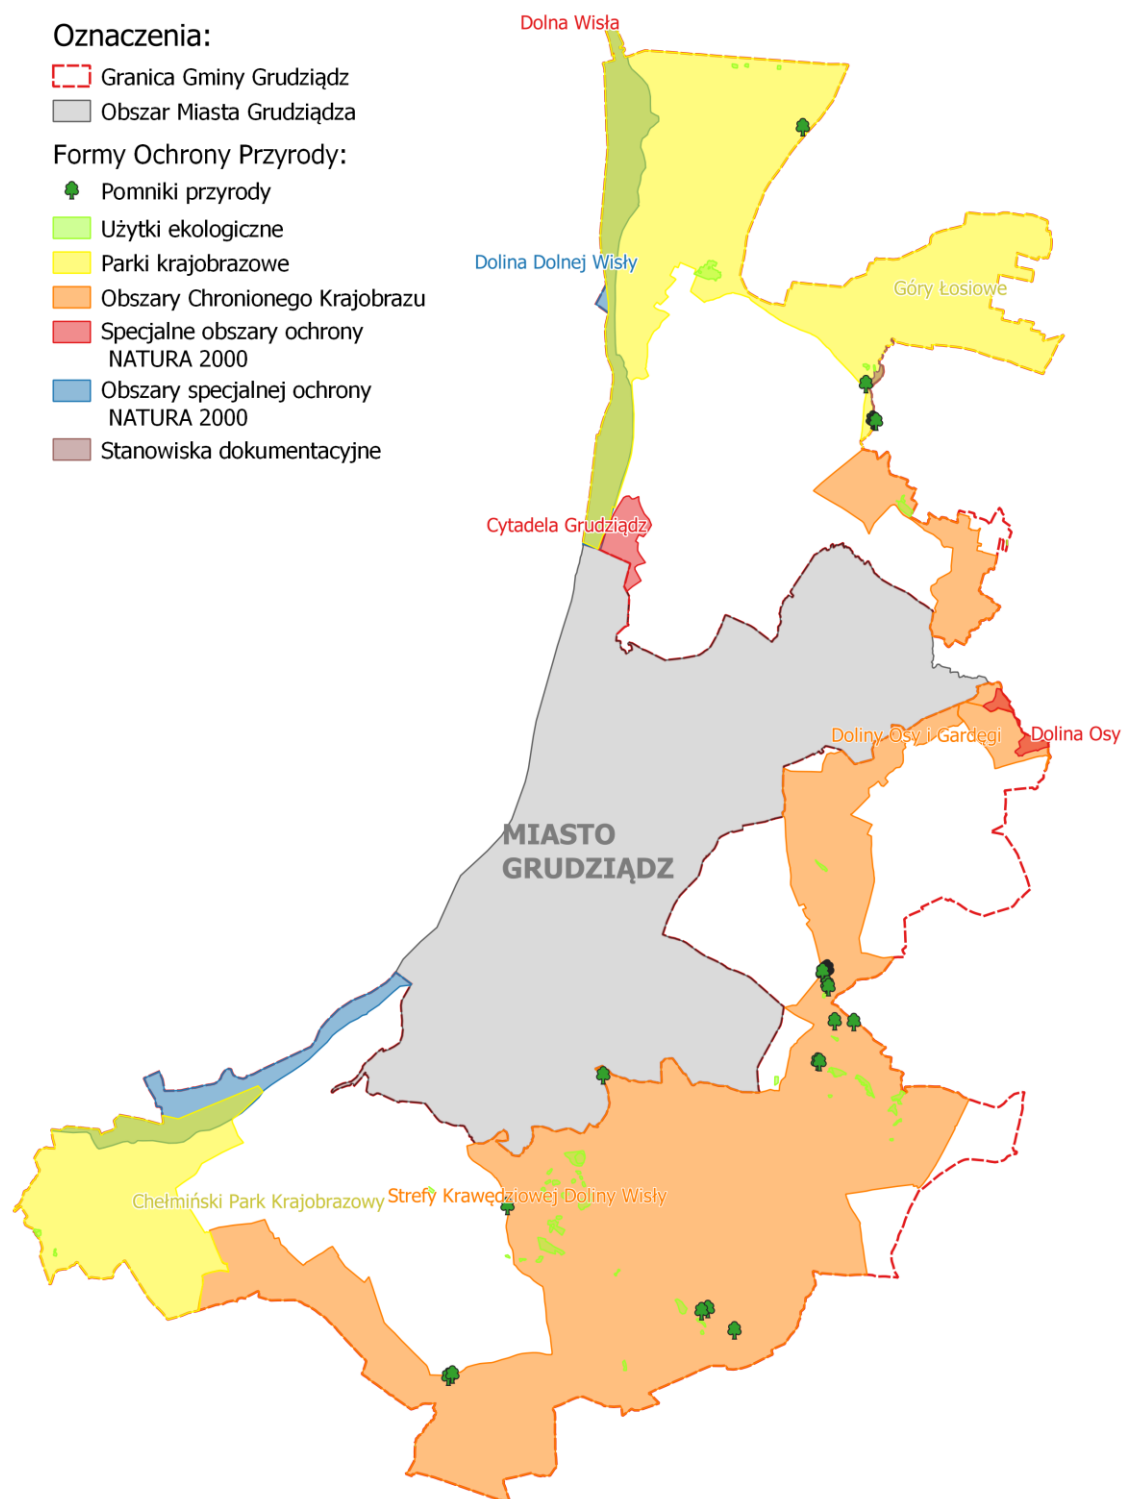 Oznaczenia:
Granica Gminy Grudziądz
Obszar Miasta Grudziądza
Formy Ochrony Przyrody:
Pomniki przyrody
Użytki ekologiczne
Parki krajobrazowe
Obszary Chronionego Krajobrazu
Specjalne obszary ochrony
NATURA 2000
Obszary specjalnej ochrony
NATURA 2000
Stanowiska dokumentacyjne
Dolna Wisła
Dolina Dolnej Wisły
Góry Łosiowe
Cytadela Grudziądz
Doliny Osy i Gardęgi
Dolina Osy
MIASTO
GRUDZIĄDZ
Chełmiński Park Krajobrazowy
Strefy Krawędziowej Doliny Wisły